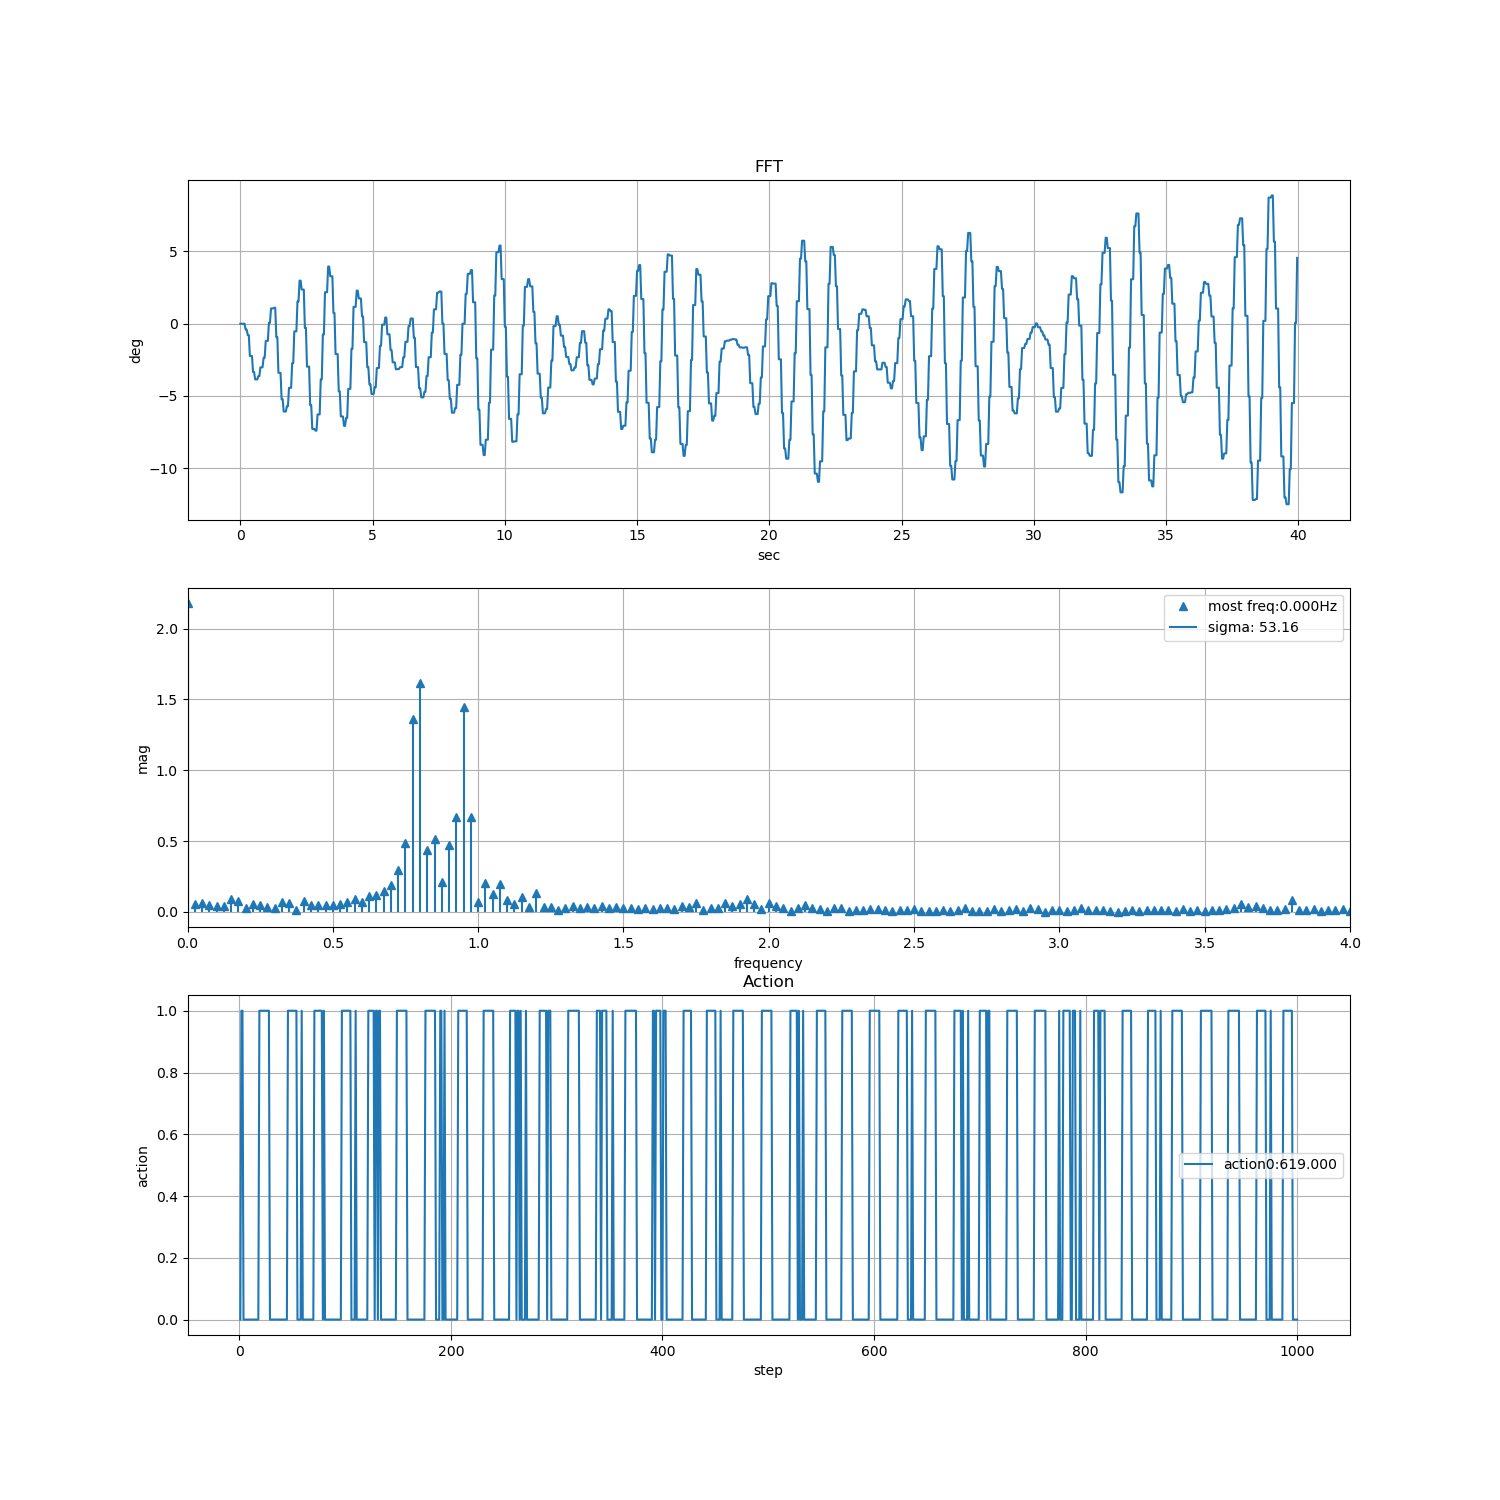 FFT
5
0
−5
−10
deg
0 5 10 15 20 25 30 35 40
sec
2.0
1.5
1.0
0.5
0.0
mag
most freq:0.000Hz
sigma: 53.16
0.0 0.5 1.0 1.5 2.0 2.5 3.0 3.5 4.0
frequency
Action
1.0
0.8
0.6
0.4
0.2
0.0
action
action0:619.000
0 200 400 600 800 1000
step